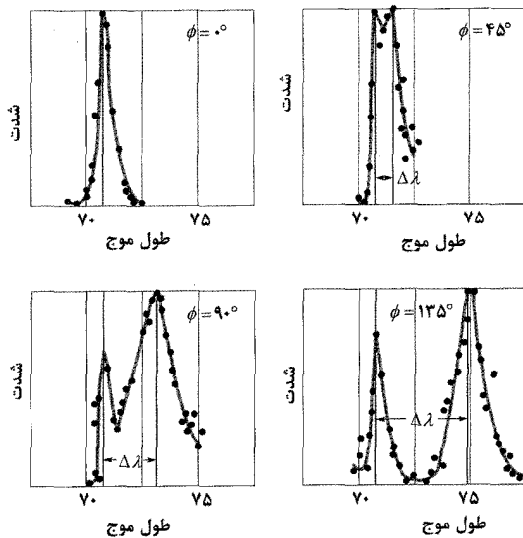 شدت
ϕ = ۰°
۷۰ ۷۵
طول موج
شدت
ϕ = ۴۵°
Δλ
۷۰ ۷۵
طول موج
شدت
ϕ = ۹۰°
Δλ
۷۰ ۷۵
طول موج
شدت
ϕ = ۱۳۵°
Δλ
۷۰ ۷۵
طول موج